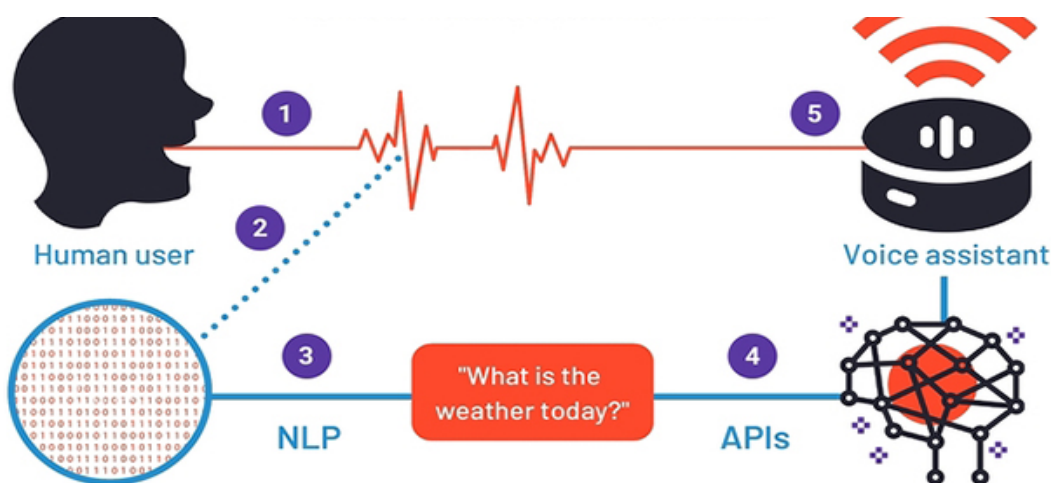 1
5
2
Human user
Voice assistant
3
"What is the
weather today?"
4
NLP
APIs